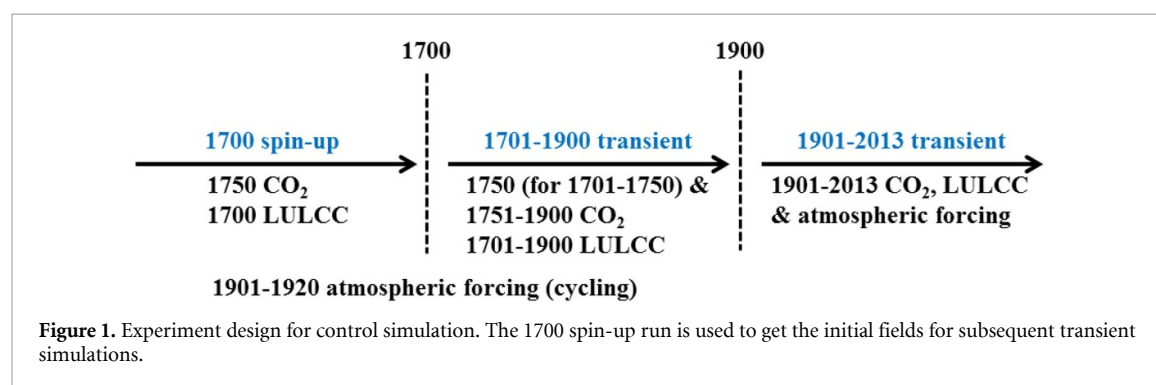 1700
1900
1700 spin-up
1701-1900 transient
1901-2013 transient
1750 CO₂
1700 LULCC
1750 (for 1701-1750) &
1751-1900 CO₂
1701-1900 LULCC
1901-2013 CO₂, LULCC
& atmospheric forcing
1901-1920 atmospheric forcing (cycling)
Figure 1. Experiment design for control simulation. The 1700 spin-up run is used to get the initial fields for subsequent transient
simulations.